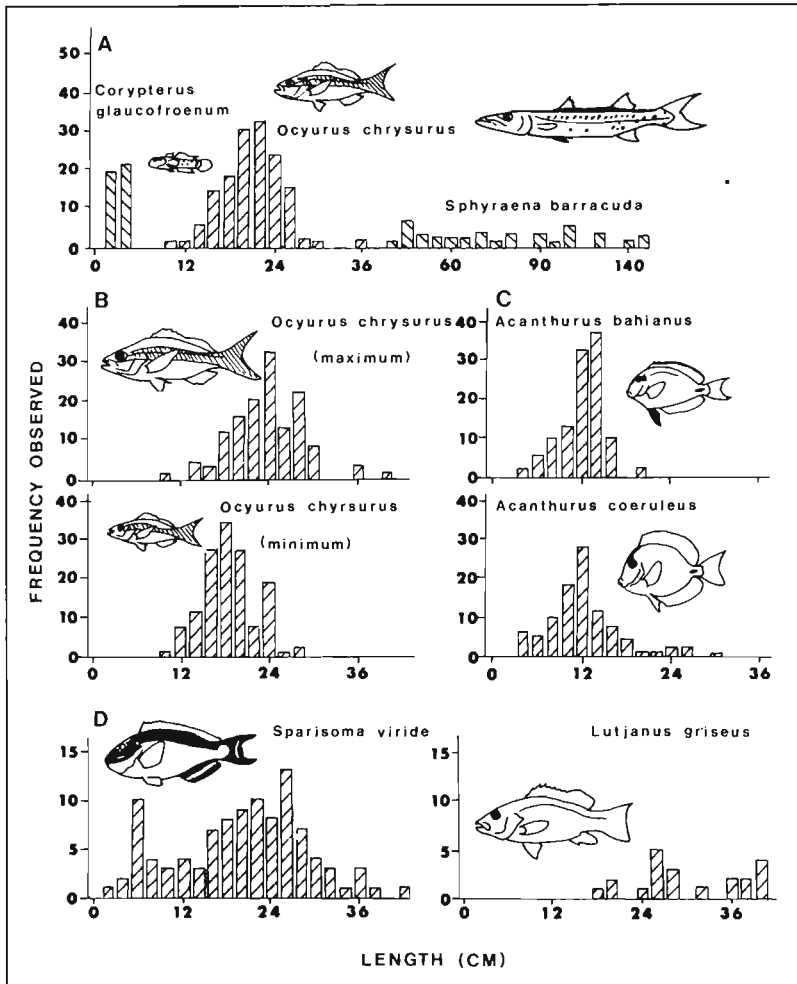 A
50
40
30
20
10
0
Corypterus
glaucofroenum
Ocyurus chrysurus
Sphyraena barracuda
0 12 24 36 60 90 140
FREQUENCY OBSERVED
B
Ocyurus chrysurus
(maximum)
40
30
20
10
0
C
Acanthurus bahianus
40
30
20
10
0
Ocyurus chyrsurus
(minimum)
40
30
20
10
0
0 12 24 36
Acanthurus coeruleus
40
30
20
10
0
0 12 24 36
D
Sparisoma viride
15
10
5
0
0 12 24 36
Lutjanus griseus
15
10
5
0
0 12 24 36
LENGTH (CM)